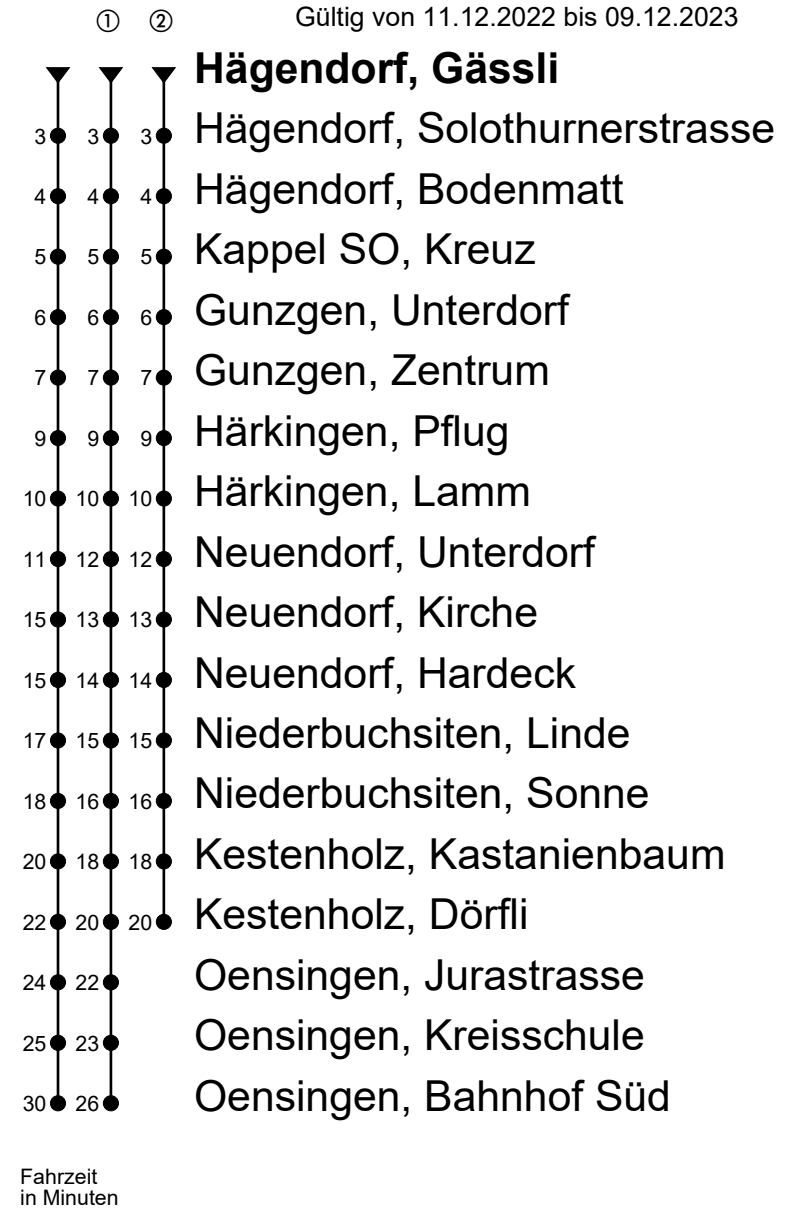 ① ② Gültig von 11.12.2022 bis 09.12.2023
Hägendorf, Gässli
3 3 3 Hägendorf, Solothurnerstrasse
4 4 4 Hägendorf, Bodenmatt
5 5 5 Kappel SO, Kreuz
6 6 6 Gunzgen, Unterdorf
7 7 7 Gunzgen, Zentrum
9 9 9 Härkingen, Pflug
10 10 10 Härkingen, Lamm
11 12 12 Neuendorf, Unterdorf
15 13 13 Neuendorf, Kirche
15 14 14 Neuendorf, Hardeck
17 15 15 Niederbuchsiten, Linde
18 16 16 Niederbuchsiten, Sonne
20 18 18 Kestenholz, Kastanienbaum
22 20 20 Kestenholz, Dörfli
24 22 Oensingen, Jurastrasse
25 23 Oensingen, Kreisschule
30 26 Oensingen, Bahnhof Süd
Fahrzeit
in Minuten